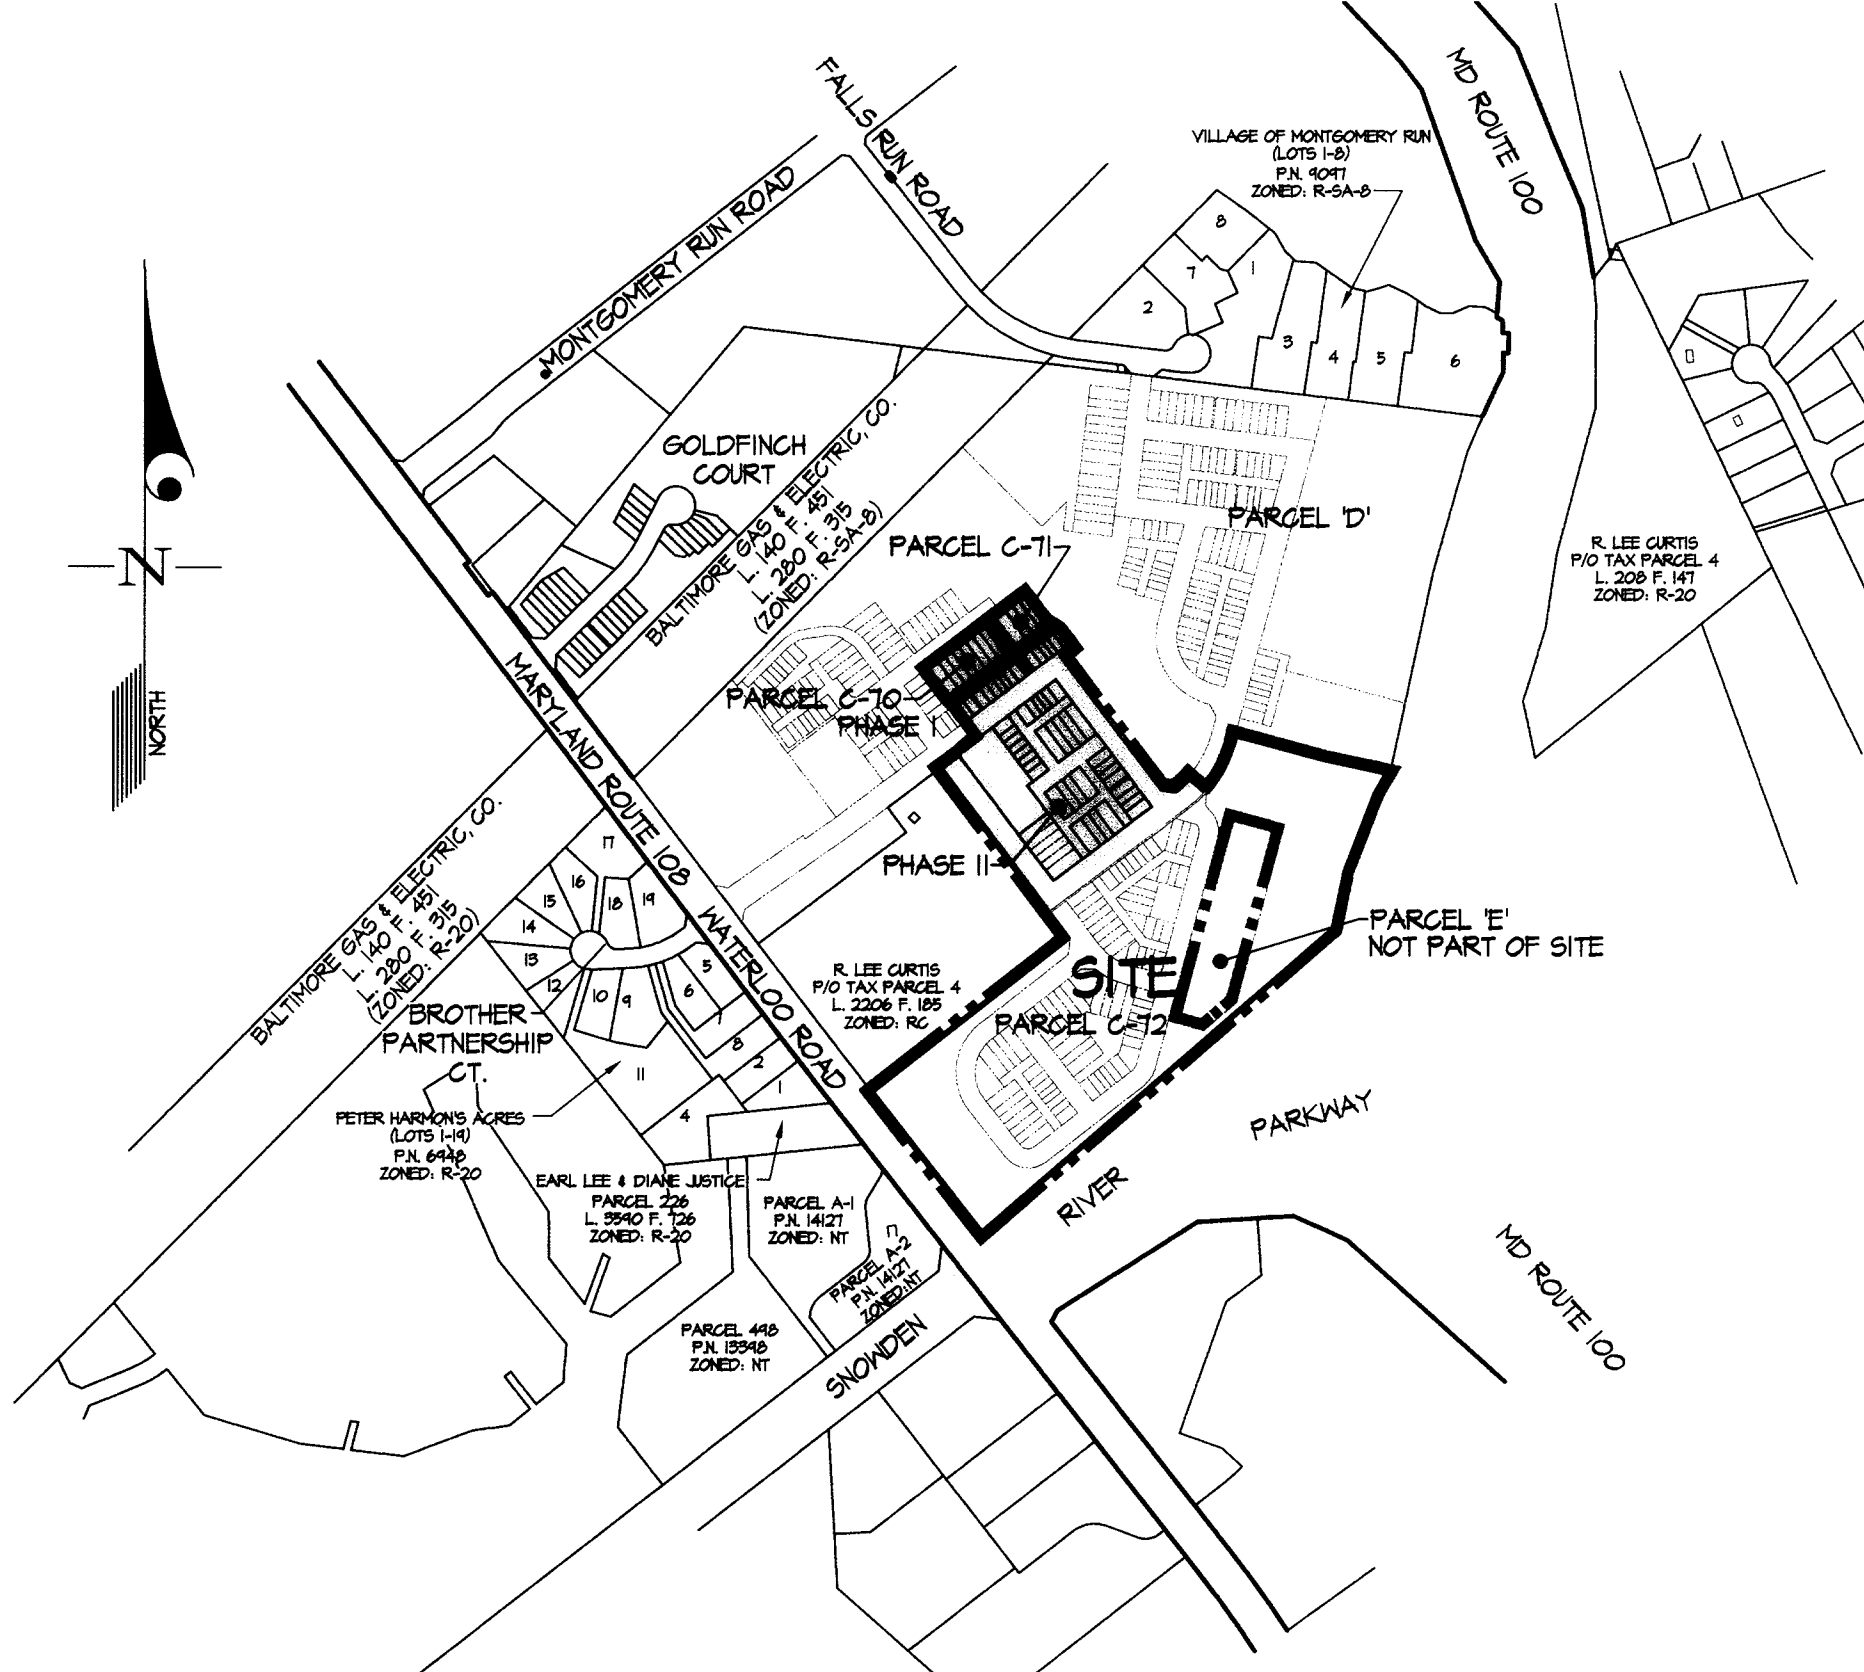 MD ROUTE 100
FALLS RUN ROAD
VILLAGE OF MONTGOMERY RUN
(LOTS 1-8)
P.N. 9097
ZONED: R-SA-8
MONTGOMERY RUN ROAD
8
7
1
2
3
4
5
6
GOLDFINCH
COURT
BALTIMORE GAS & ELECTRIC, CO.
L. 140 F. 451
L. 280 F. 315
(ZONED: R-SA-8)
PARCEL 'D'
PARCEL C-71
R. LEE CURTIS
P/O TAX PARCEL 4
L. 208 F. 147
ZONED: R-20
N
NORTH
MARYLAND ROUTE 108
WATERLOO ROAD
PARCEL C-70
PHASE I
PHASE II
BALTIMORE GAS & ELECTRIC, CO.
L. 140 F. 451
L. 280 F. 315
(ZONED: R-20)
17
16
15
18
19
14
13
12
10
9
5
6
7
8
2
1
11
4
PARCEL 'E'
NOT PART OF SITE
R. LEE CURTIS
P/O TAX PARCEL 4
L. 2206 F. 185
ZONED: RC
SITE
PARCEL C-72
BROTHER
PARTNERSHIP
CT.
PETER HARMON'S ACRES
(LOTS 1-19)
P.N. 6948
ZONED: R-20
EARL LEE & DIANE JUSTICE
PARCEL 226
L. 3590 F. 726
ZONED: R-20
PARCEL A-1
P.N. 14127
ZONED: NT
PARCEL A-2
P.N. 14127
ZONED:NT
PARCEL 498
P.N. 13398
ZONED: NT
SNOWDEN
RIVER
PARKWAY
MD ROUTE 100